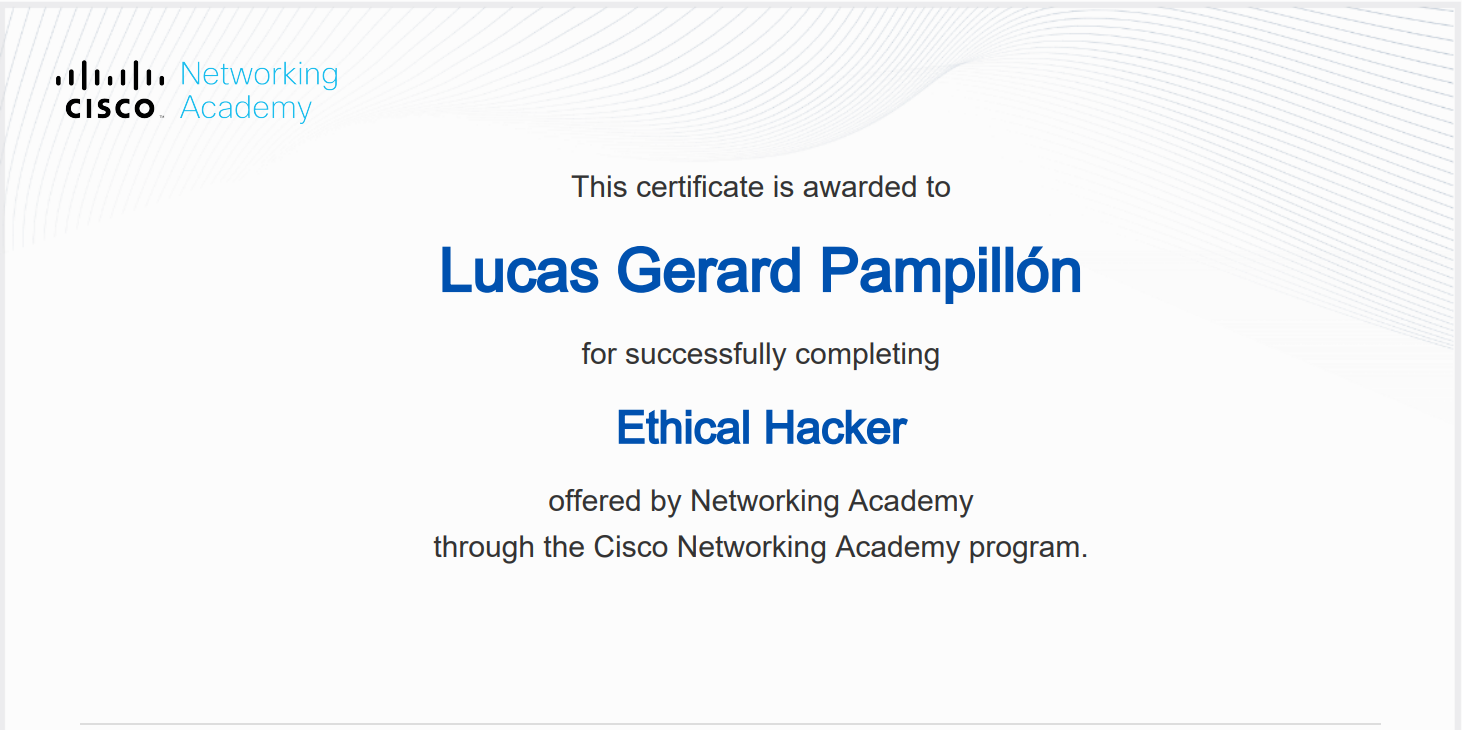 Networking
CISCO™ Academy
This certificate is awarded to
Lucas Gerard Pampillón
for successfully completing
Ethical Hacker
offered by Networking Academy
through the Cisco Networking Academy program.